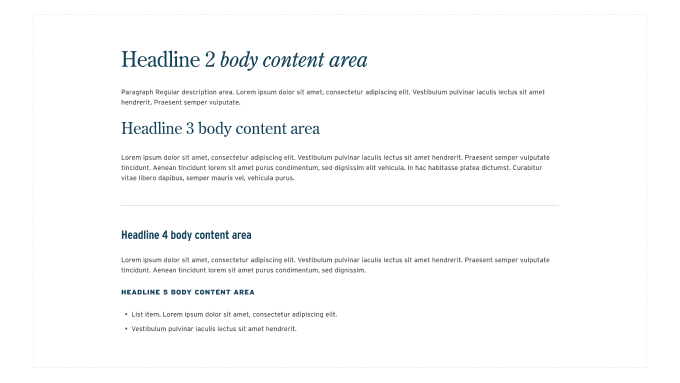 Headline 2 body content area
Paragraph Regular description area. Lorem ipsum dolor sit amet, consectetur adipiscing elit. Vestibulum pulvinar iaculis lectus sit amet
hendrerit. Praesent semper vulputate.
Headline 3 body content area
Lorem ipsum dolor sit amet, consectetur adipiscing elit. Vestibulum pulvinar iaculis lectus sit amet hendrerit. Praesent semper vulputate
tincidunt. Aenean tincidunt lorem sit amet purus condimentum, sed dignissim elit vehicula. In hac habitasse platea dictumst. Curabitur
vitae libero dapibus, semper mauris vel, vehicula purus.
Headline 4 body content area
Lorem ipsum dolor sit amet, consectetur adipiscing elit. Vestibulum pulvinar iaculis lectus sit amet hendrerit. Praesent semper vulputate
tincidunt. Aenean tincidunt lorem sit amet purus condimentum, sed dignissim.
HEADLINE 5 BODY CONTENT AREA
• List item. Lorem ipsum dolor sit amet, consectetur adipiscing elit.
• Vestibulum pulvinar iaculis lectus sit amet hendrerit.